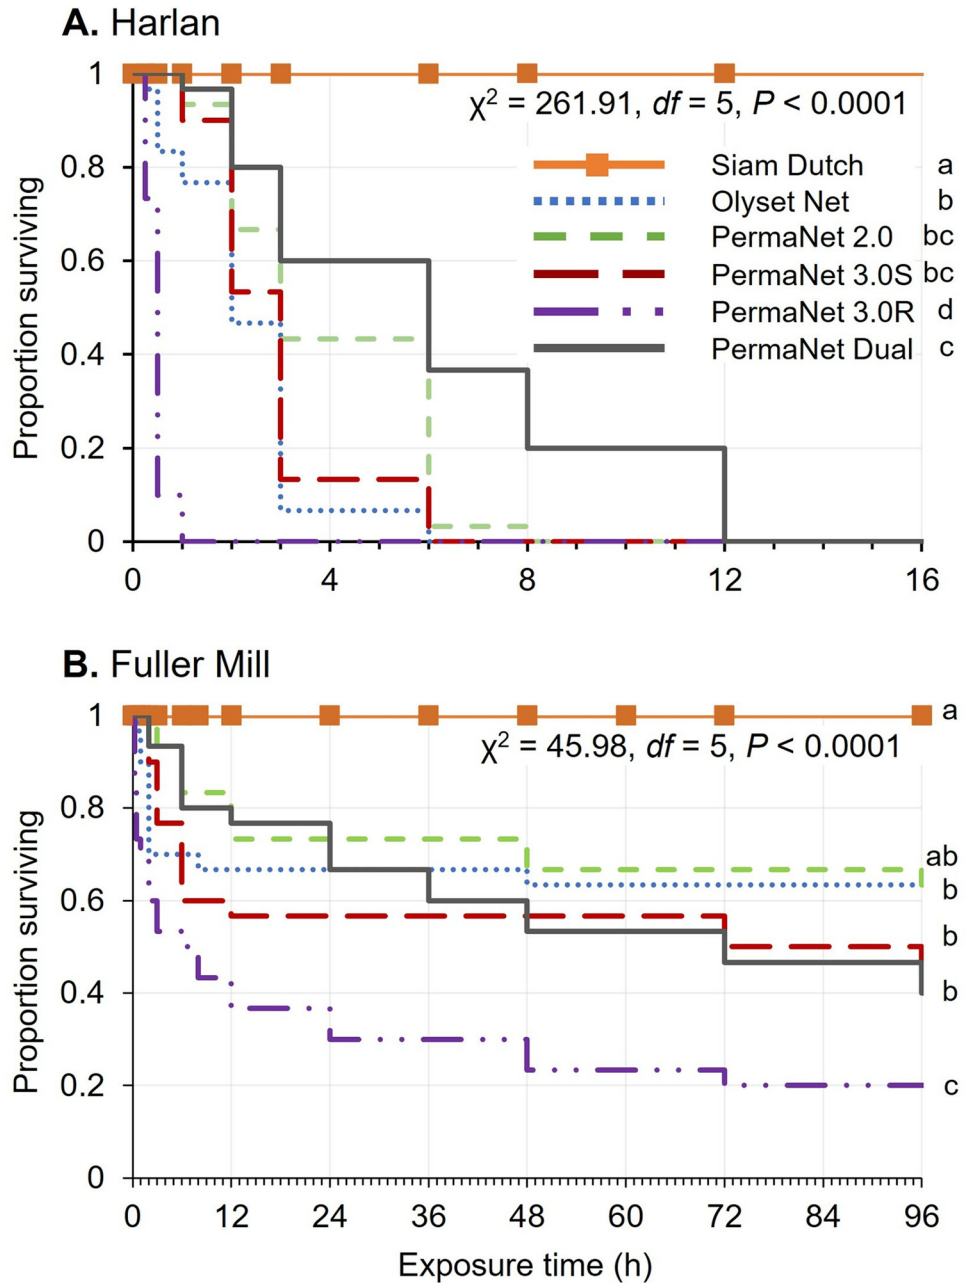 A. Harlan
1
χ² = 261.91, df = 5, P < 0.0001
Siam Dutch a
0.8
Olyset Net b
PermaNet 2.0 bc
0.6
PermaNet 3.0S bc
PermaNet 3.0R d
PermaNet Dual c
0.4
0.2
0
Proportion surviving
0 4 8 12 16
B. Fuller Mill
1
a
χ² = 45.98, df = 5, P < 0.0001
0.8
ab
b
0.6
b
0.4
b
0.2
c
0
Proportion surviving
0 12 24 36 48 60 72 84 96
Exposure time (h)